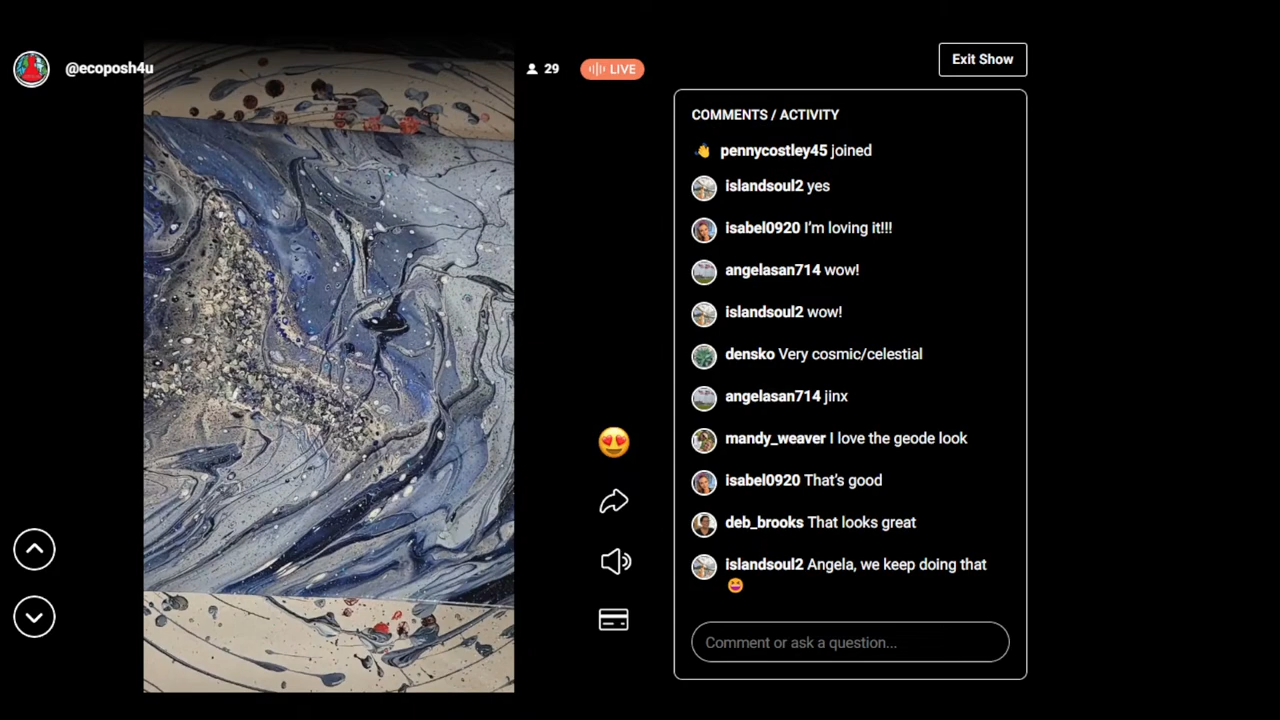 @ecoposh4u
29
LIVE
Exit Show
COMMENTS / ACTIVITY
pennycostley45 joined
islandsoul2 yes
isabel0920 I'm loving it!!!
angelasan714 wow!
islandsoul2 wow!
densko Very cosmic/celestial
angelasan714 jinx
mandy_weaver I love the geode look
isabel0920 That's good
deb_brooks That looks great
islandsoul2 Angela, we keep doing that
😀
Comment or ask a question...